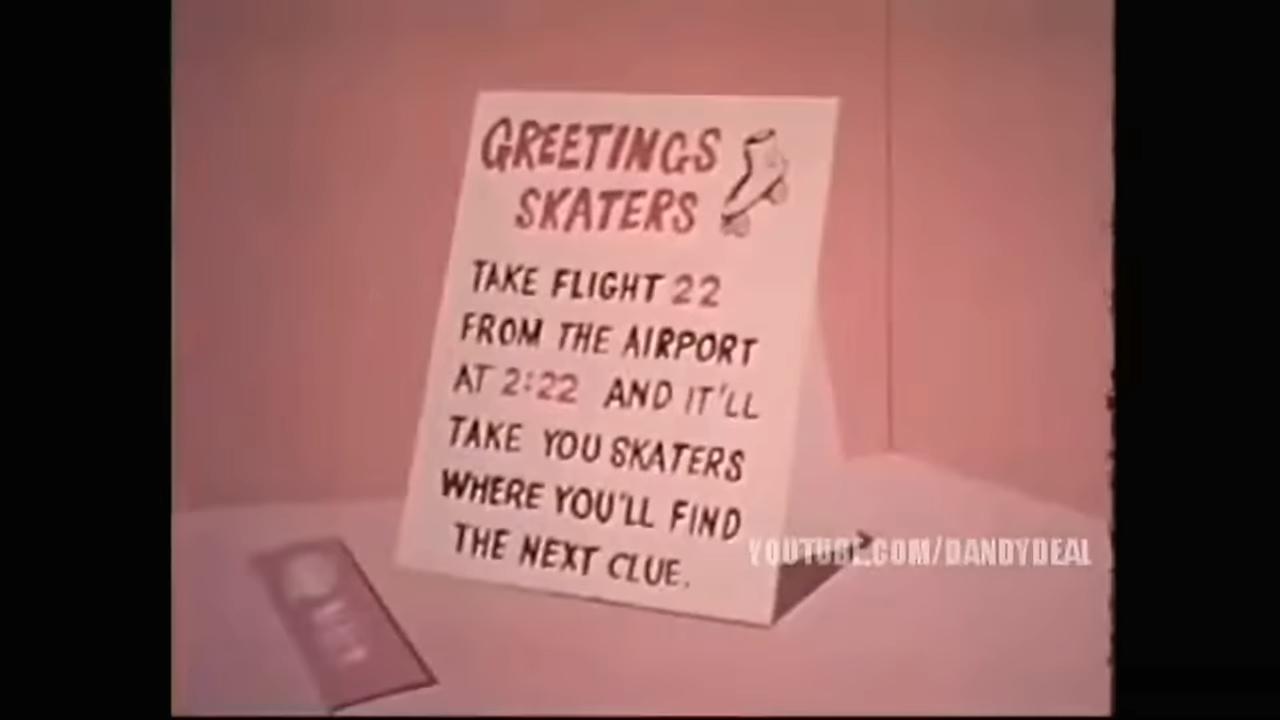 GREETINGS
SKATERS
TAKE FLIGHT 22
FROM THE AIRPORT
AT 2:22 AND IT'LL
TAKE YOU SKATERS
WHERE YOU'LL FIND
THE NEXT CLUE.
YOUTUBE.COM/DANDYDEAL